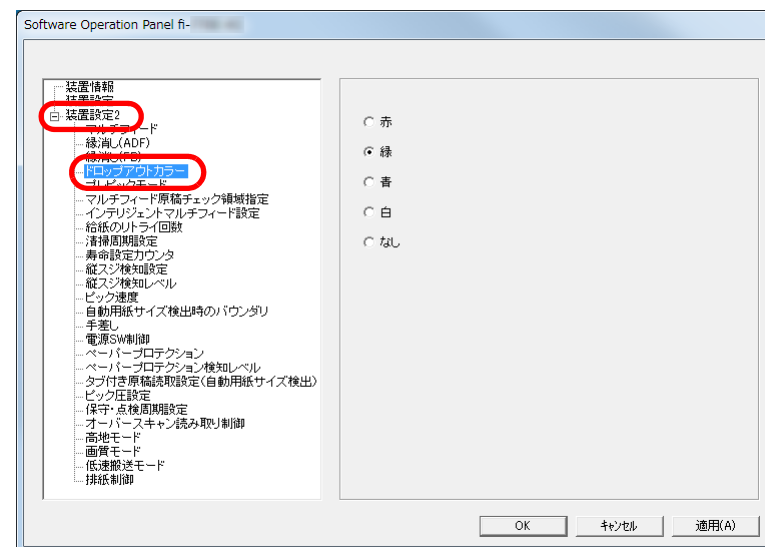 Software Operation Panel fi-
装置情報
装置設定
装置設定2
マルチフィード
縁消し(ADF)
縁消し(FB)
ドロップアウトカラー
プレピックモード
マルチフィード原稿チェック領域指定
インテリジェントマルチフィード設定
給紙のリトライ回数
清掃周期設定
寿命設定カウンタ
縦スジ検知設定
縦スジ検知レベル
ピック速度
自動用紙サイズ検出時のバウンダリ
手差し
電源SW制御
ペーパープロテクション
ペーパープロテクション検知レベル
タブ付き原稿読取設定(自動用紙サイズ検出)
ピック圧設定
保守・点検周期設定
オーバースキャン読み取り制御
高地モード
画質モード
低速搬送モード
排紙制御
赤
緑
青
白
なし
OK キャンセル 適用(A)